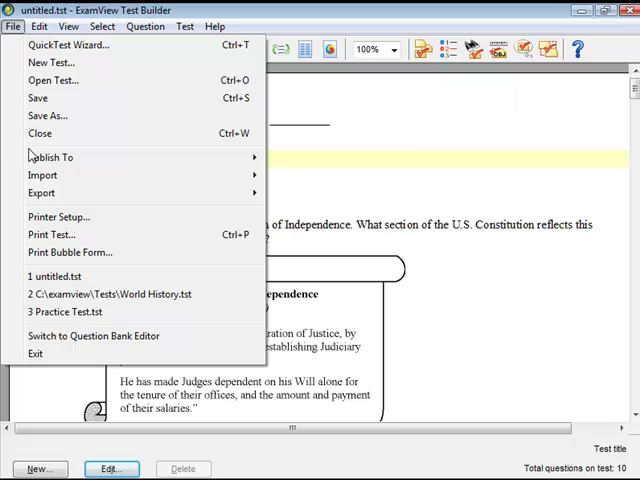 untitled.tst - ExamView Test Builder
File Edit View Select Question Test Help
QuickTest Wizard... Ctrl+T
New Test...
Open Test... Ctrl+O
Save Ctrl+S
Save As...
Close Ctrl+W
Publish To
Import
Export
Printer Setup...
Print Test... Ctrl+P
Print Bubble Form...
1 untitled.tst
2 C:\examview\Tests\World History.tst
3 Practice Test.tst
Switch to Question Bank Editor
Exit
100%
of Independence. What section of the U.S. Constitution reflects this
?
ependence
)
ration of Justice, by
establishing Judiciary
He has made Judges dependent on his Will alone for
the tenure of their offices, and the amount and payment
of their salaries."
Test title
New... Edit... Delete Total questions on test: 10